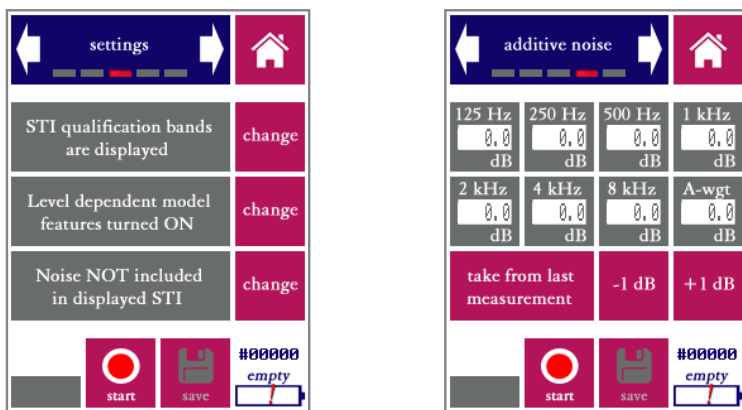 settings
STI qualification bands
are displayed
change
Level dependent model
features turned ON
change
Noise NOT included
in displayed STI
change
start
save
#00000
empty
!
additive noise
125 Hz 250 Hz 500 Hz 1 kHz
0.0 0.0 0.0 0.0
dB dB dB dB
2 kHz 4 kHz 8 kHz A-wgt
0.0 0.0 0.0 0.0
dB dB dB dB
take from last
measurement
-1 dB +1 dB
start
save
#00000
empty
!